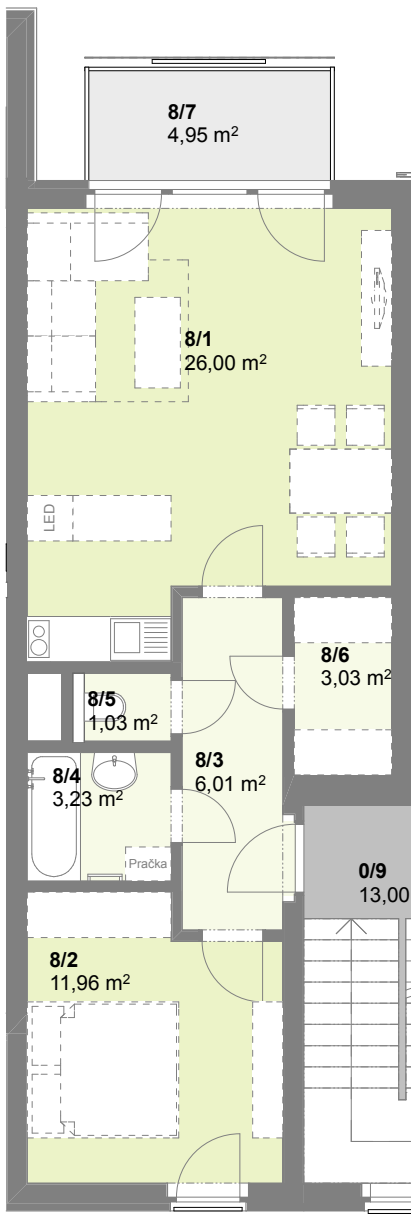 8/7
4,95 m²
8/1
26,00 m²
LED
8/6
3,03 m²
8/5
1,03 m²
8/3
6,01 m²
8/4
3,23 m²
Pračka
0/9
13,00
8/2
11,96 m²